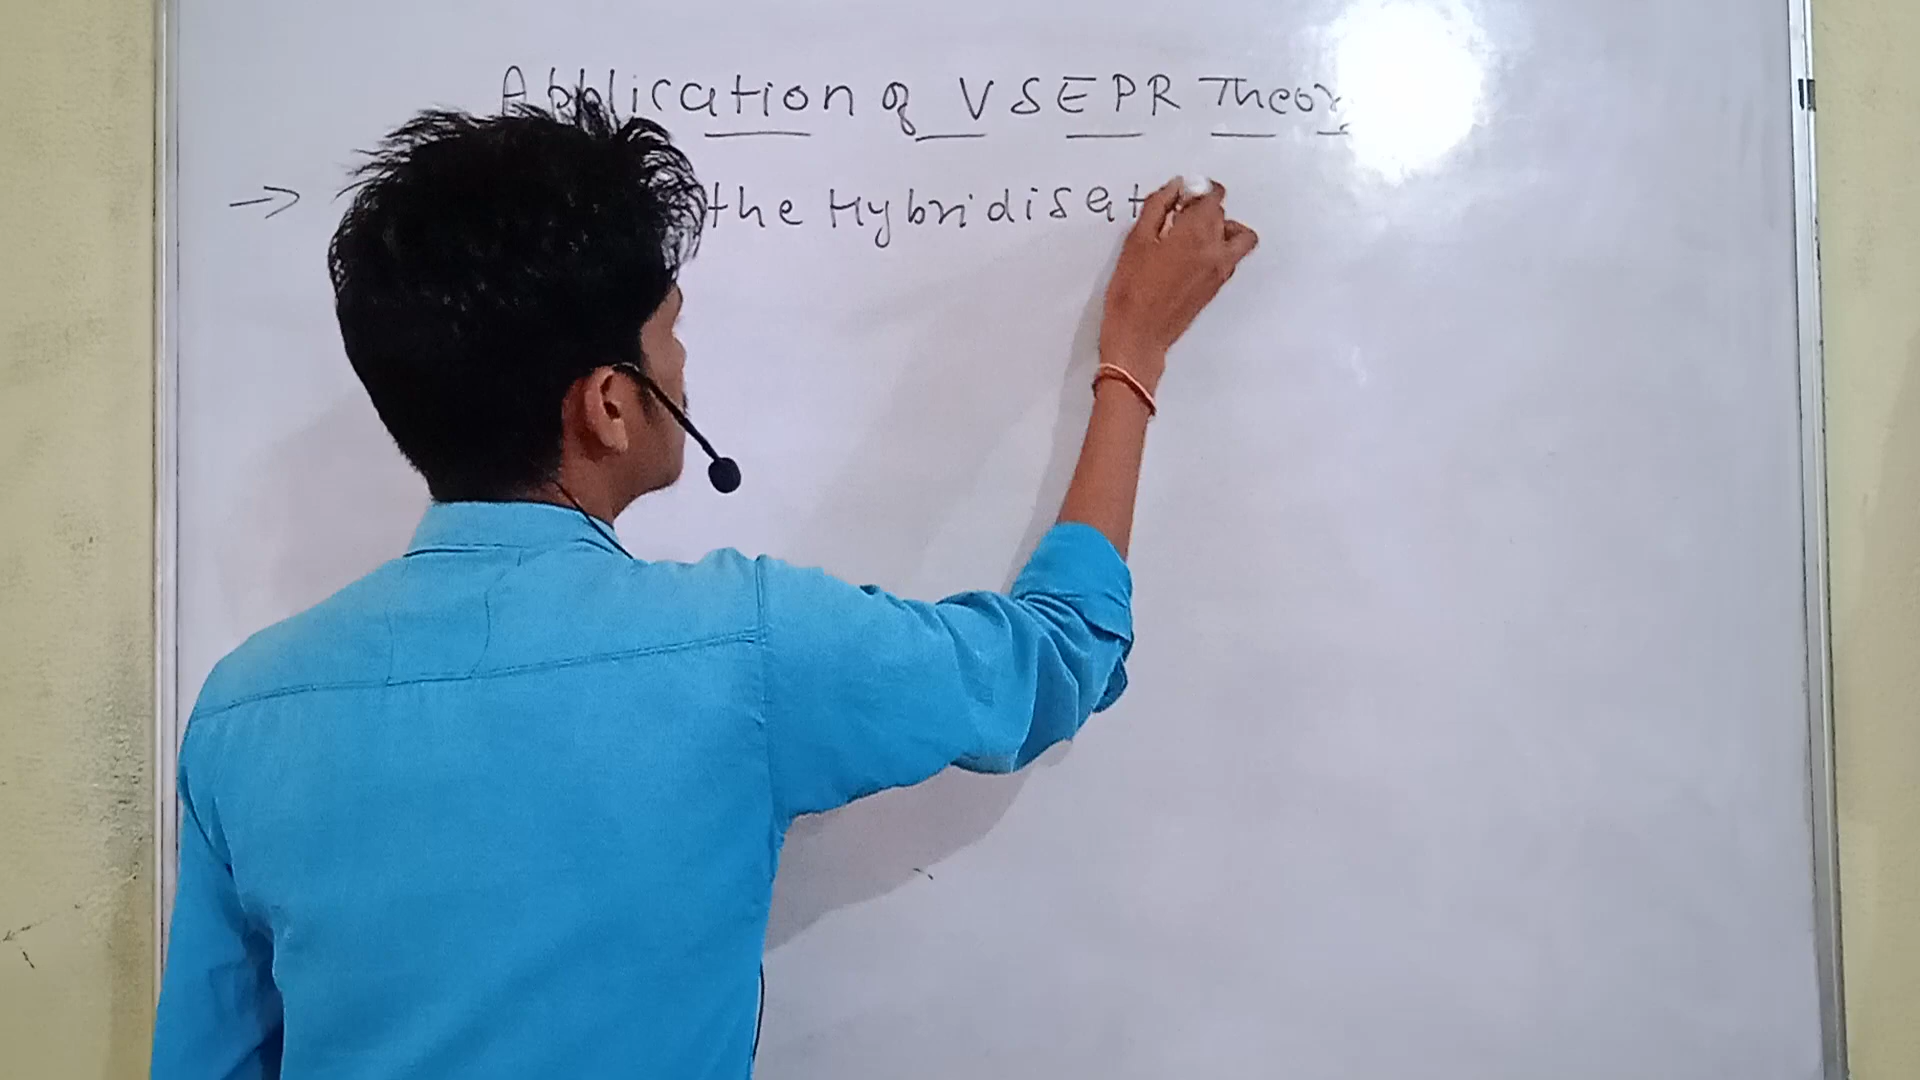 Application of VSEPR Theory
→ the Hybridisat